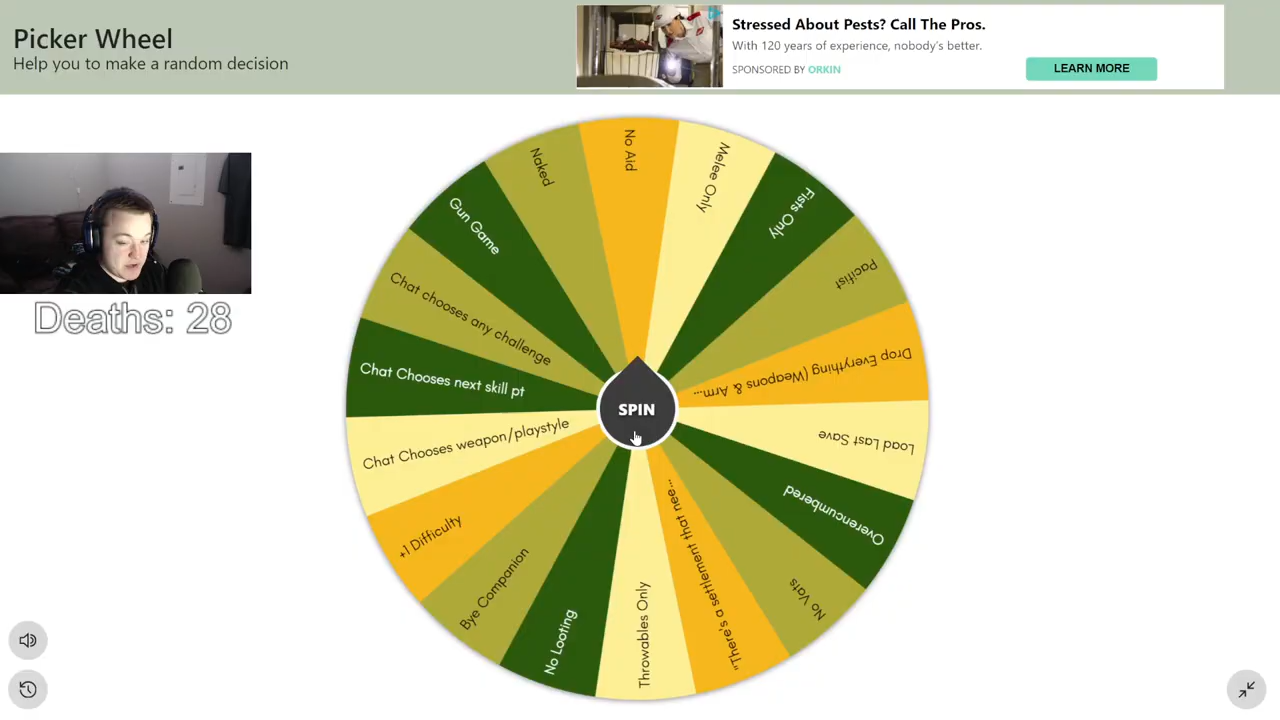 Picker Wheel
Help you to make a random decision
Stressed About Pests? Call The Pros.
With 120 years of experience, nobody's better.
SPONSORED BY ORKIN
LEARN MORE
Deaths: 28
No Aid
Melee Only
Fists Only
Pacifist
Drop Everything (Weapons & Arm...
Load Last Save
Overencumbered
No Vats
"There's a settlement that nee...
Throwables Only
No Looting
Bye Companion
+1 Difficulty
Chat Chooses weapon/playstyle
Chat Chooses next skill pt
Chat chooses any challenge
Gun Game
Naked
SPIN